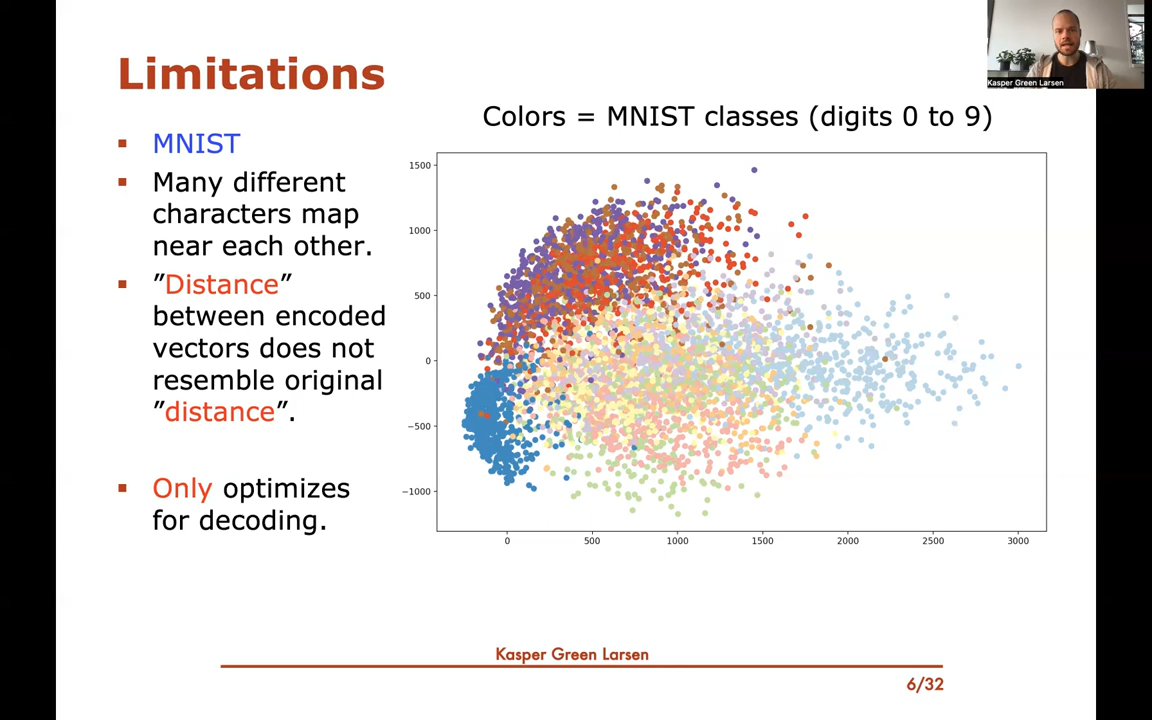 Limitations
Kasper Green Larsen
Colors = MNIST classes (digits 0 to 9)
MNIST
Many different
characters map
near each other.
”Distance”
between encoded
vectors does not
resemble original
”distance”.
Only optimizes
for decoding.
1500
1000
500
0
−500
−1000
0 500 1000 1500 2000 2500 3000
Kasper Green Larsen
6/32